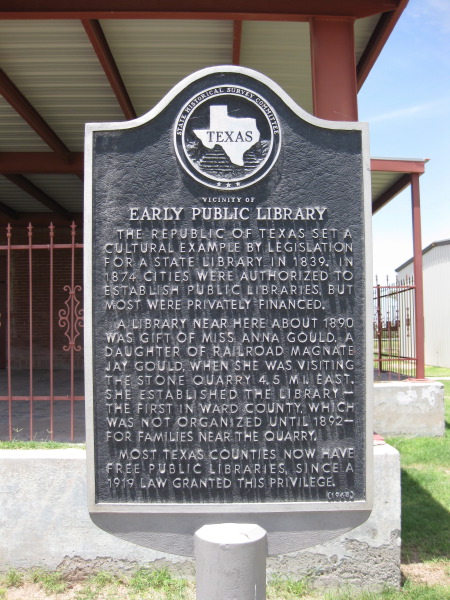 STATE HISTORICAL SURVEY COMMITTEE
TEXAS
VICINITY OF
EARLY PUBLIC LIBRARY
THE REPUBLIC OF TEXAS SET A
CULTURAL EXAMPLE BY LEGISLATION
FOR A STATE LIBRARY IN 1839. IN
1874 CITIES WERE AUTHORIZED TO
ESTABLISH PUBLIC LIBRARIES, BUT
MOST WERE PRIVATELY FINANCED.
A LIBRARY NEAR HERE ABOUT 1890
WAS GIFT OF MISS ANNA GOULD, A
DAUGHTER OF RAILROAD MAGNATE
JAY GOULD, WHEN SHE WAS VISITING
THE STONE QUARRY 4.5 MI. EAST.
SHE ESTABLISHED THE LIBRARY—
THE FIRST IN WARD COUNTY, WHICH
WAS NOT ORGANIZED UNTIL 1892—
FOR FAMILIES NEAR THE QUARRY.
MOST TEXAS COUNTIES NOW HAVE
FREE PUBLIC LIBRARIES, SINCE A
1919 LAW GRANTED THIS PRIVILEGE.
(1968)